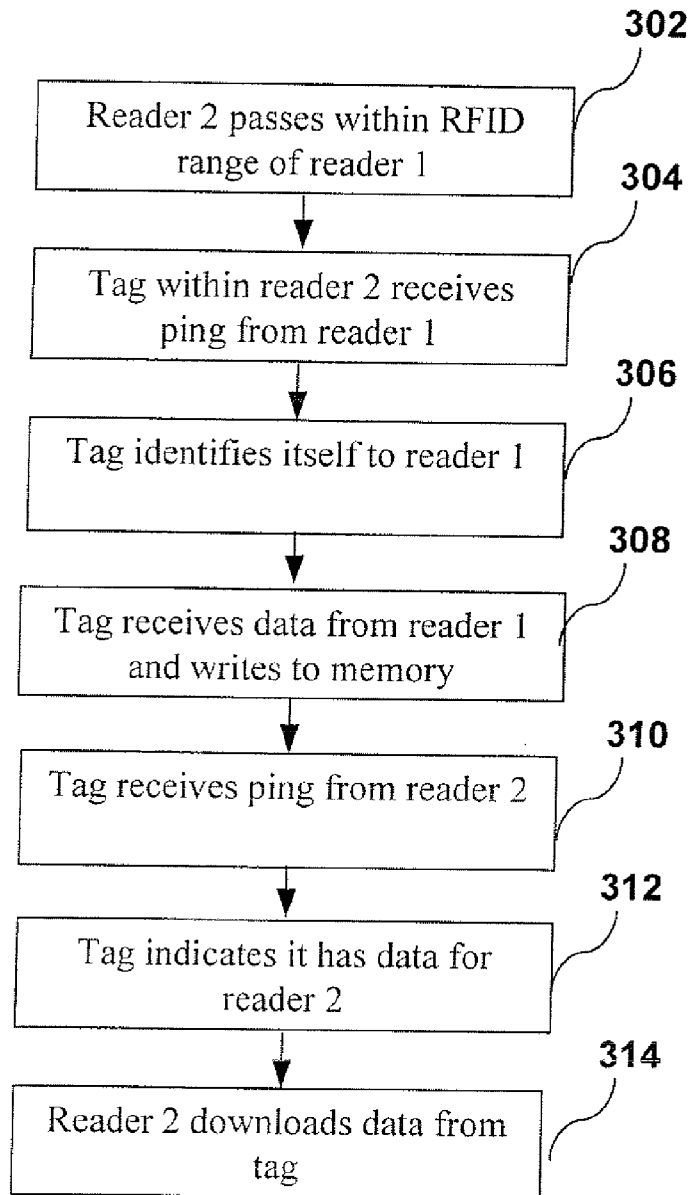 302
Reader 2 passes within RFID
range of reader 1
304
Tag within reader 2 receives
ping from reader 1
306
Tag identifies itself to reader 1
308
Tag receives data from reader 1
and writes to memory
310
Tag receives ping from reader 2
312
Tag indicates it has data for
reader 2
314
Reader 2 downloads data from
tag